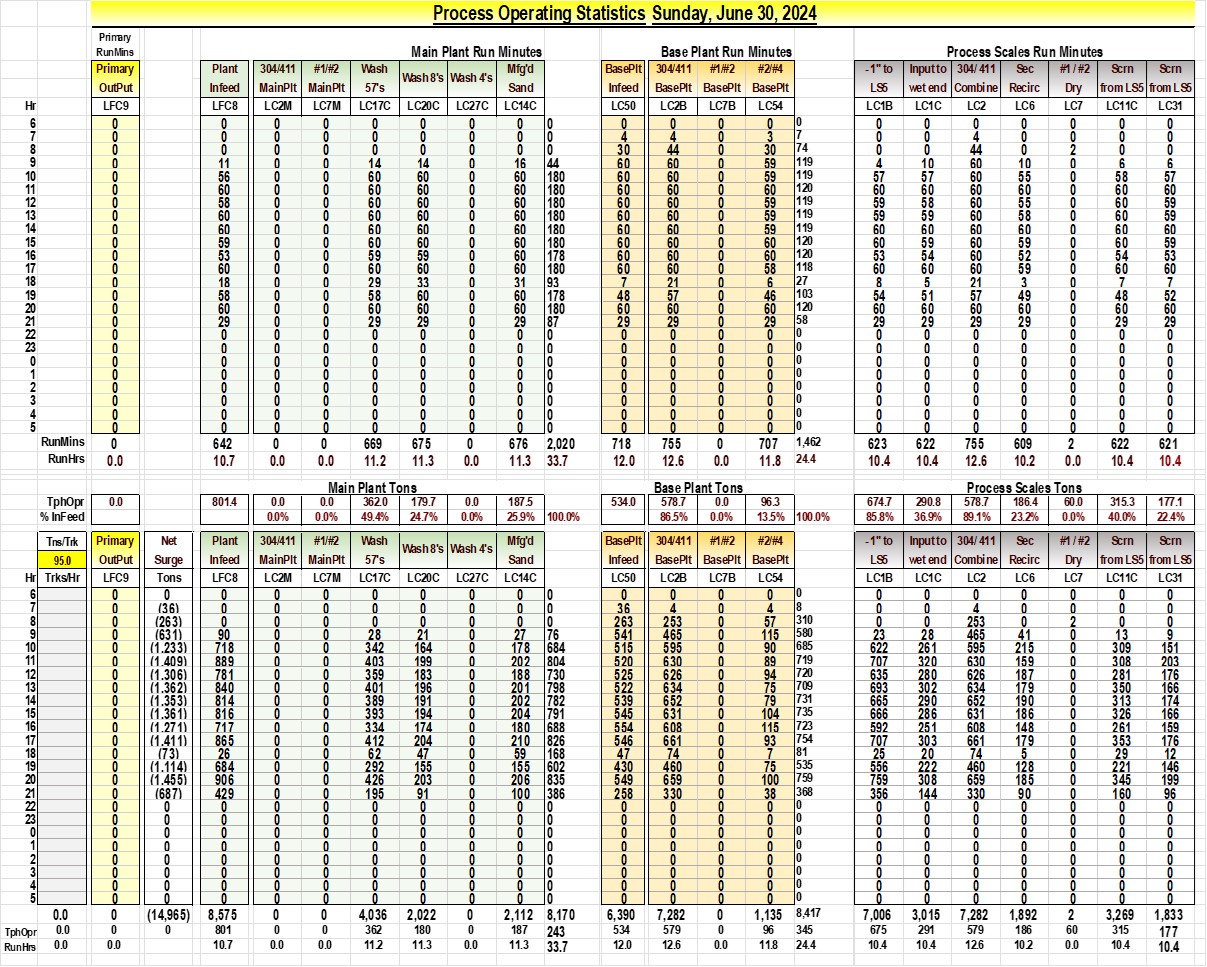 Process Operating Statistics Sunday, June 30, 2024
Primary
RunMins Main Plant Run Minutes Base Plant Run Minutes Process Scales Run Minutes
Primary Plant 304/411 #1/#2 Wash Wash 8's Wash 4's Mfg'd BasePlt 304/411 #1/#2 #2/#4 -1" to Input to 304/ 411 Sec #1 / #2 Scrn Scrn
OutPut Infeed MainPlt MainPlt 57's Sand Infeed BasePlt BasePlt BasePlt LS5 wet end Combine Recirc Dry from LS5 from LS5
Hr LFC9 LFC8 LC2M LC7M LC17C LC20C LC27C LC14C LC50 LC2B LC7B LC54 LC1B LC1C LC2 LC6 LC7 LC11C LC31
6 0 0 0 0 0 0 0 0 0 0 0 0 0 0 0 0 0 0 0 0 0
7 0 0 0 0 0 0 0 0 0 4 4 0 3 7 0 0 4 0 0 0 0
8 0 0 0 0 0 0 0 0 0 30 44 0 30 74 0 0 44 0 2 0 0
9 0 11 0 0 14 14 0 16 44 60 60 0 59 119 4 10 60 10 0 6 6
10 0 56 0 0 60 60 0 60 180 60 60 0 59 119 57 57 60 55 0 58 57
11 0 60 0 0 60 60 0 60 180 60 60 0 60 120 60 60 60 60 0 60 60
12 0 58 0 0 60 60 0 60 180 60 60 0 59 119 59 58 60 55 0 60 59
13 0 60 0 0 60 60 0 60 180 60 60 0 59 119 59 59 60 58 0 60 59
14 0 60 0 0 60 60 0 60 180 60 60 0 59 119 60 60 60 60 0 60 60
15 0 59 0 0 60 60 0 60 180 60 60 0 60 120 60 59 60 59 0 60 59
16 0 53 0 0 59 59 0 60 178 60 60 0 60 120 53 54 60 52 0 54 53
17 0 60 0 0 60 60 0 60 180 60 60 0 58 118 60 60 60 59 0 60 60
18 0 18 0 0 29 33 0 31 93 7 21 0 6 27 8 5 21 3 0 7 7
19 0 58 0 0 58 60 0 60 178 48 57 0 46 103 54 51 57 49 0 48 52
20 0 60 0 0 60 60 0 60 180 60 60 0 60 120 60 60 60 60 0 60 60
21 0 29 0 0 29 29 0 29 87 29 29 0 29 58 29 29 29 29 0 29 29
22 0 0 0 0 0 0 0 0 0 0 0 0 0 0 0 0 0 0 0 0 0
23 0 0 0 0 0 0 0 0 0 0 0 0 0 0 0 0 0 0 0 0 0
0 0 0 0 0 0 0 0 0 0 0 0 0 0 0 0 0 0 0 0 0 0
1 0 0 0 0 0 0 0 0 0 0 0 0 0 0 0 0 0 0 0 0 0
2 0 0 0 0 0 0 0 0 0 0 0 0 0 0 0 0 0 0 0 0 0
3 0 0 0 0 0 0 0 0 0 0 0 0 0 0 0 0 0 0 0 0 0
4 0 0 0 0 0 0 0 0 0 0 0 0 0 0 0 0 0 0 0 0 0
5 0 0 0 0 0 0 0 0 0 0 0 0 0 0 0 0 0 0 0 0 0
RunMins 0 642 0 0 669 675 0 676 2,020 718 755 0 707 1,462 623 622 755 609 2 622 621
RunHrs 0.0 10.7 0.0 0.0 11.2 11.3 0.0 11.3 33.7 12.0 12.6 0.0 11.8 24.4 10.4 10.4 12.6 10.2 0.0 10.4 10.4
Main Plant Tons Base Plant Tons Process Scales Tons
TphOpr 0.0 801.4 0.0 0.0 362.0 179.7 0.0 187.5 534.0 578.7 0.0 96.3 674.7 290.8 578.7 186.4 60.0 315.3 177.1
% InFeed 0.0% 0.0% 49.4% 24.7% 0.0% 25.9% 100.0% 86.5% 0.0% 13.5% 100.0% 85.8% 36.9% 89.1% 23.2% 0.0% 40.0% 22.4%
Tns/Trk Primary Net Plant 304/411 #1/#2 Wash Wash 8's Wash 4's Mfg'd BasePlt 304/411 #1/#2 #2/#4 -1" to Input to 304/ 411 Sec #1 / #2 Scrn Scrn
95.0 OutPut Surge Infeed MainPlt MainPlt 57's Sand Infeed BasePlt BasePlt BasePlt LS5 wet end Combine Recirc Dry from LS5 from LS5
Hr Trks/Hr LFC9 Tons LFC8 LC2M LC7M LC17C LC20C LC27C LC14C LC50 LC2B LC7B LC54 LC1B LC1C LC2 LC6 LC7 LC11C LC31
6 0 0 0 0 0 0 0 0 0 0 0 0 0 0 0 0 0 0 0 0 0 0
7 0 (36) 0 0 0 0 0 0 0 0 36 4 0 4 8 0 0 4 0 0 0 0
8 0 (263) 0 0 0 0 0 0 0 0 263 253 0 57 310 0 0 253 0 2 0 0
9 0 (631) 90 0 0 28 21 0 27 76 541 465 0 115 580 23 28 465 41 0 13 9
10 0 (1,233) 718 0 0 342 164 0 178 684 515 595 0 90 685 622 261 595 215 0 309 151
11 0 (1,409) 889 0 0 403 199 0 202 804 520 630 0 89 719 707 320 630 159 0 308 203
12 0 (1,306) 781 0 0 359 183 0 188 730 525 626 0 94 720 635 280 626 187 0 281 176
13 0 (1,362) 840 0 0 401 196 0 201 798 522 634 0 75 709 693 302 634 179 0 350 166
14 0 (1,353) 814 0 0 389 191 0 202 782 539 652 0 79 731 665 290 652 190 0 313 174
15 0 (1,361) 816 0 0 393 194 0 204 791 545 631 0 104 735 666 286 631 186 0 326 166
16 0 (1,271) 717 0 0 334 174 0 180 688 554 608 0 115 723 592 251 608 148 0 261 159
17 0 (1,411) 865 0 0 412 204 0 210 826 546 661 0 93 754 707 303 661 179 0 353 176
18 0 (73) 26 0 0 62 47 0 59 168 47 74 0 7 81 25 20 74 5 0 29 12
19 0 (1,114) 684 0 0 292 155 0 155 602 430 460 0 75 535 556 222 460 128 0 221 146
20 0 (1,455) 906 0 0 426 203 0 206 835 549 659 0 100 759 759 308 659 185 0 345 199
21 0 (687) 429 0 0 195 91 0 100 386 258 330 0 38 368 356 144 330 90 0 160 96
22 0 0 0 0 0 0 0 0 0 0 0 0 0 0 0 0 0 0 0 0 0 0
23 0 0 0 0 0 0 0 0 0 0 0 0 0 0 0 0 0 0 0 0 0 0
0 0 0 0 0 0 0 0 0 0 0 0 0 0 0 0 0 0 0 0 0 0 0
1 0 0 0 0 0 0 0 0 0 0 0 0 0 0 0 0 0 0 0 0 0 0
2 0 0 0 0 0 0 0 0 0 0 0 0 0 0 0 0 0 0 0 0 0 0
3 0 0 0 0 0 0 0 0 0 0 0 0 0 0 0 0 0 0 0 0 0 0
4 0 0 0 0 0 0 0 0 0 0 0 0 0 0 0 0 0 0 0 0 0 0
5 0 0 0 0 0 0 0 0 0 0 0 0 0 0 0 0 0 0 0 0 0 0
0.0 0 (14,965) 8,575 0 0 4,036 2,022 0 2,112 8,170 6,390 7,282 0 1,135 8,417 7,006 3,015 7,282 1,892 2 3,269 1,833
TphOpr 0.0 0 0 801 0 0 362 180 0 187 243 534 579 0 96 345 675 291 579 186 60 315 177
RunHrs 0.0 0.0 10.7 0.0 0.0 11.2 11.3 0.0 11.3 33.7 12.0 12.6 0.0 11.8 24.4 10.4 10.4 12.6 10.2 0.0 10.4 10.4